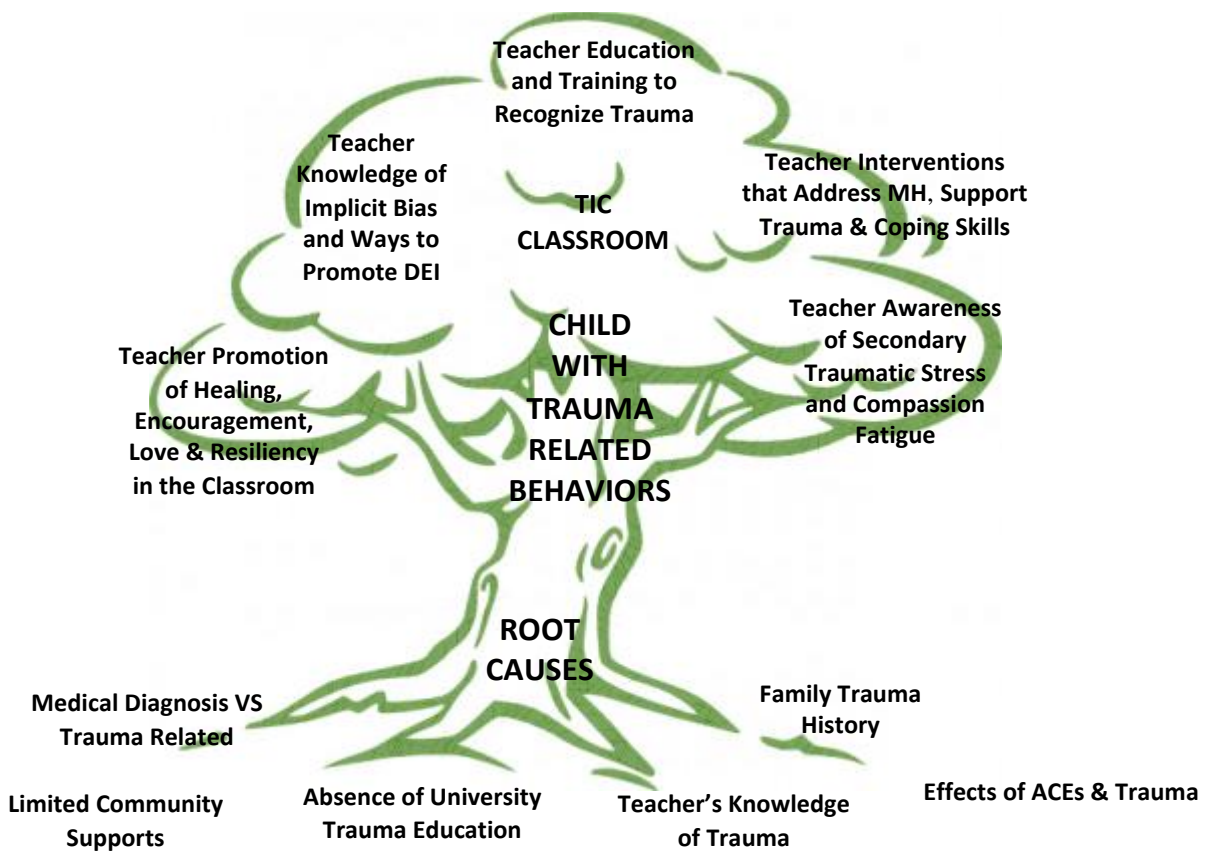 Teacher Education
and Training to
Recognize Trauma
Teacher
Knowledge of
Implicit Bias
and Ways to
Promote DEI
TIC
CLASSROOM
Teacher Interventions
that Address MH, Support
Trauma & Coping Skills
Teacher Promotion
of Healing,
Encouragement,
Love & Resiliency
in the Classroom
CHILD
WITH
TRAUMA
RELATED
BEHAVIORS
Teacher Awareness
of Secondary
Traumatic Stress
and Compassion
Fatigue
ROOT
CAUSES
Medical Diagnosis VS
Trauma Related
Family Trauma
History
Limited Community
Supports
Absence of University
Trauma Education
Teacher’s Knowledge
of Trauma
Effects of ACEs & Trauma